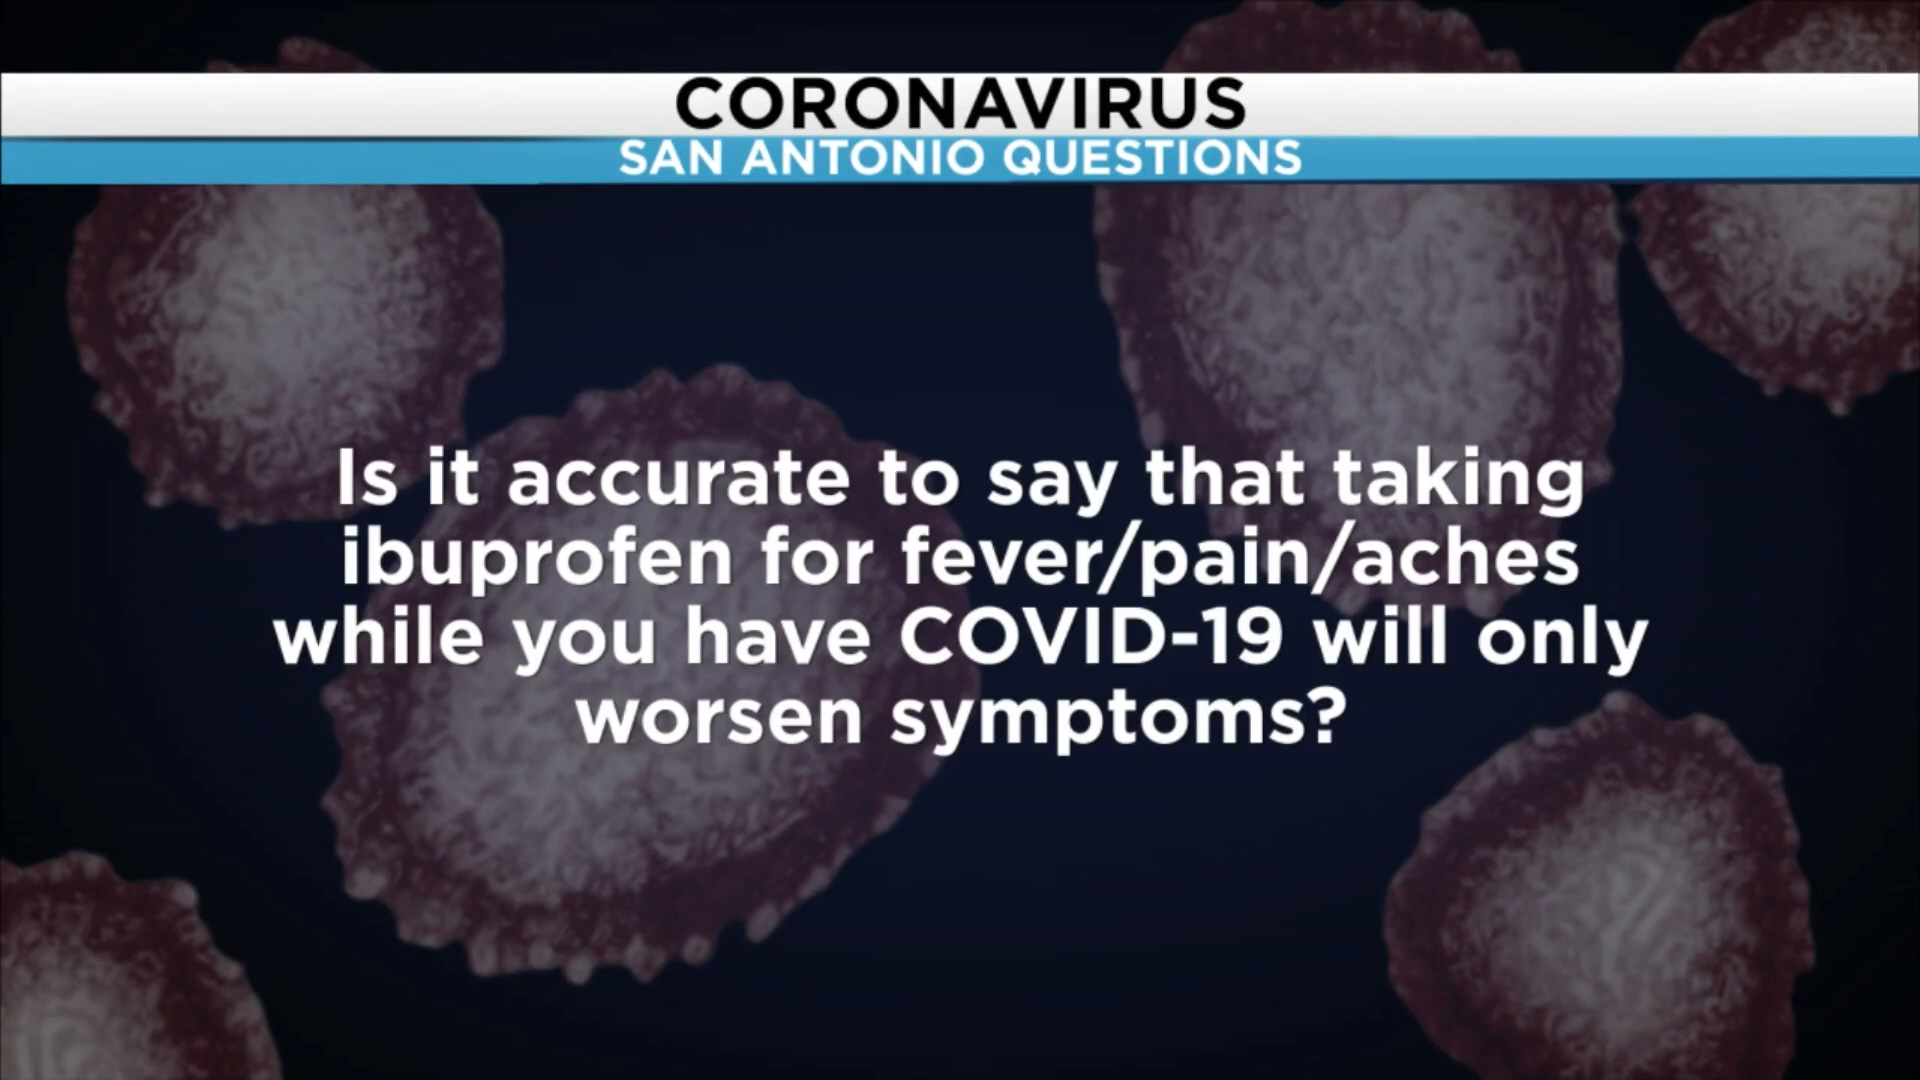 CORONAVIRUS
SAN ANTONIO QUESTIONS
Is it accurate to say that taking
ibuprofen for fever/pain/aches
while you have COVID-19 will only
worsen symptoms?